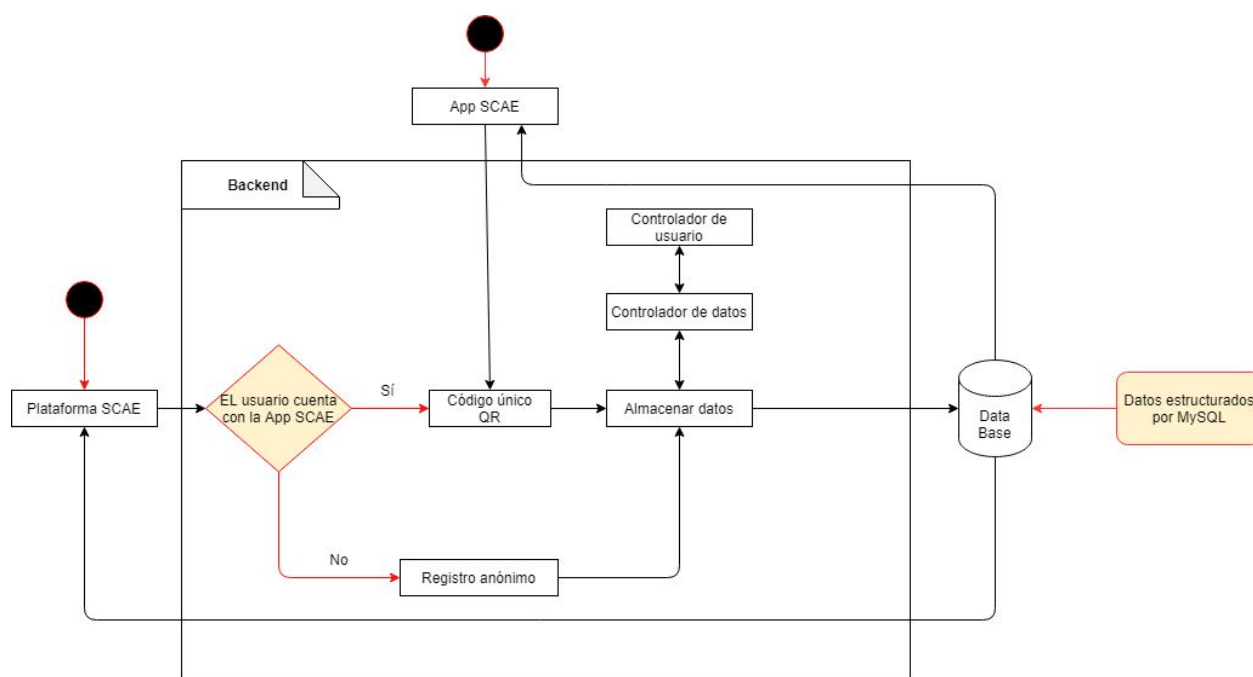 App SCAE
Backend
Controlador de
usuario
Controlador de datos
Plataforma SCAE
EL usuario cuenta
con la App SCAE
Sí
Código único
QR
Almacenar datos
Data
Base
Datos estructurados
por MySQL
No
Registro anónimo